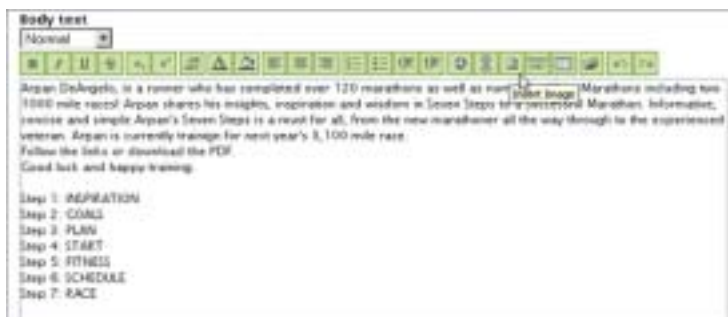 Body text
Normal
Arpan DeAngelo, is a runner who has completed over 120 marathons as well as Marathons including two
1000 mile races! Arpan shares his insights, inspiration and wisdom in Seven Steps to a successful Marathon. Informative,
concise and simple Arpan's Seven Steps is a must for all, from the new marathoner all the way through to the experienced
veteran. Arpan is currently for next year's 3,100 mile race.
Follow the links or download the PDF.
Good luck and happy training.
Insert Image
Step 1: INSPIRATION
Step 2: GOALS
Step 3: PLAN
Step 4: START
Step 5: FITNESS
Step 6: SCHEDULE
Step 7: RACE